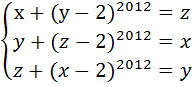 x + (y − 2)²⁰¹² = z
y + (z − 2)²⁰¹² = x
z + (x − 2)²⁰¹² = y